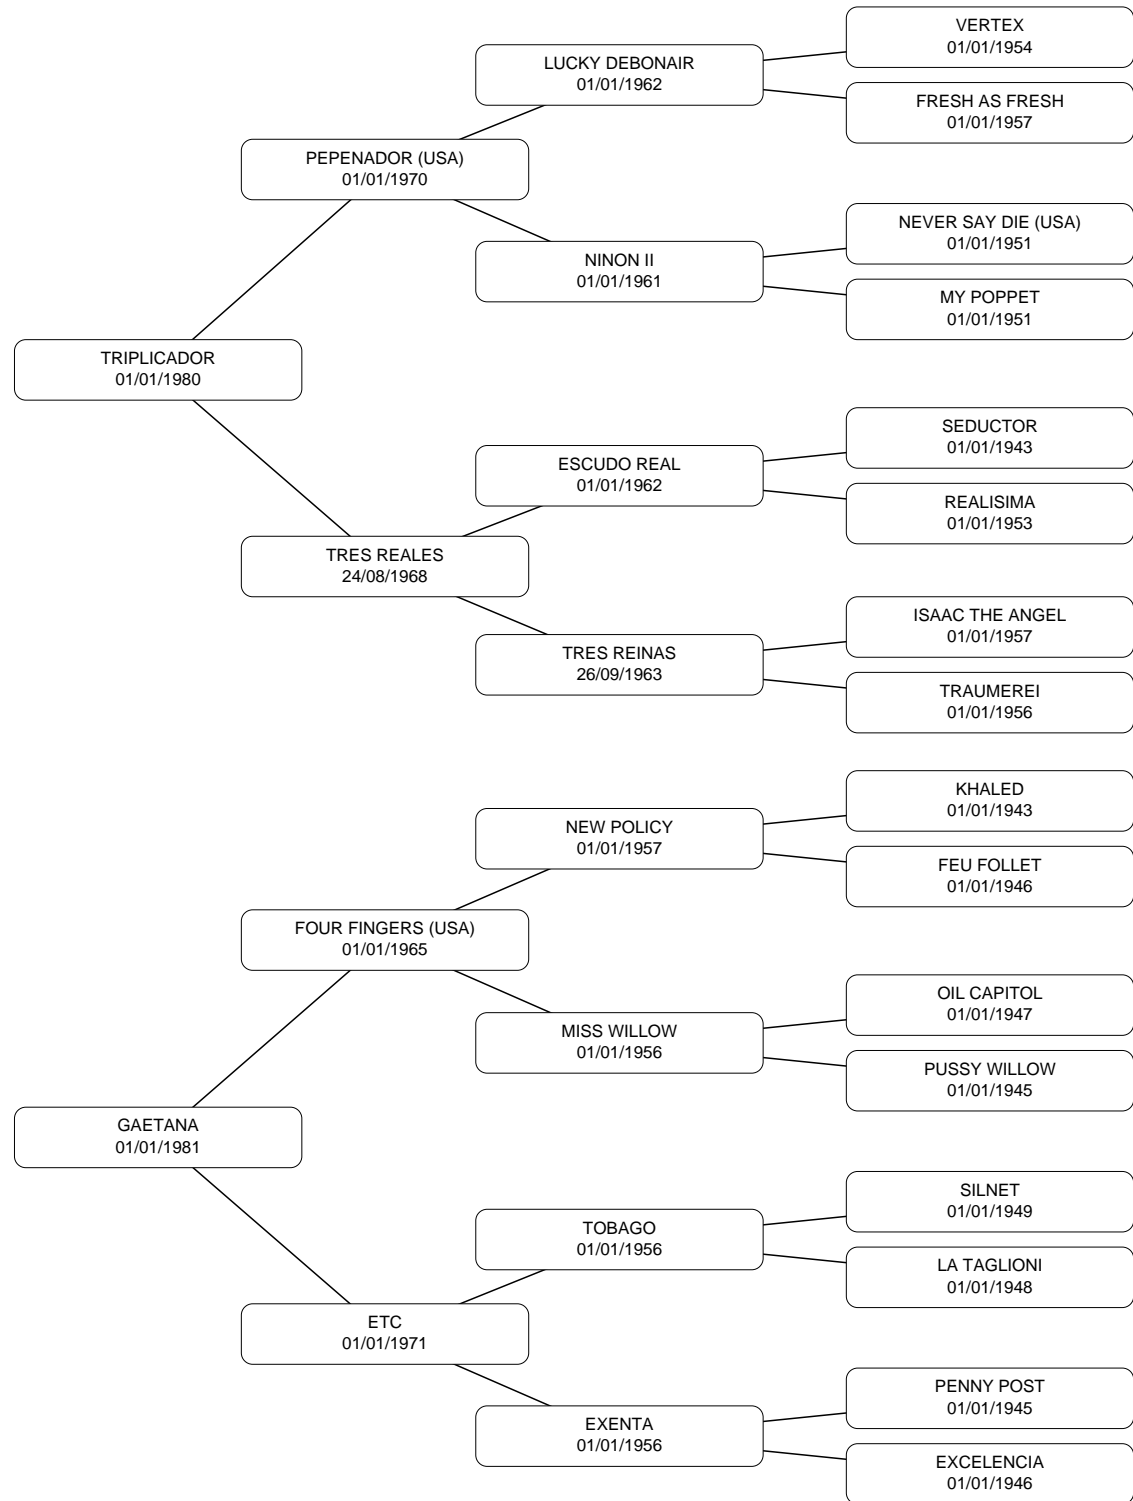 VERTEX
01/01/1954
LUCKY DEBONAIR
01/01/1962
FRESH AS FRESH
01/01/1957
PEPENADOR (USA)
01/01/1970
NEVER SAY DIE (USA)
01/01/1951
NINON II
01/01/1961
MY POPPET
01/01/1951
TRIPLICADOR
01/01/1980
SEDUCTOR
01/01/1943
ESCUDO REAL
01/01/1962
REALISIMA
01/01/1953
TRES REALES
24/08/1968
ISAAC THE ANGEL
01/01/1957
TRES REINAS
26/09/1963
TRAUMEREI
01/01/1956
KHALED
01/01/1943
NEW POLICY
01/01/1957
FEU FOLLET
01/01/1946
FOUR FINGERS (USA)
01/01/1965
OIL CAPITOL
01/01/1947
MISS WILLOW
01/01/1956
PUSSY WILLOW
01/01/1945
GAETANA
01/01/1981
SILNET
01/01/1949
TOBAGO
01/01/1956
LA TAGLIONI
01/01/1948
ETC
01/01/1971
PENNY POST
01/01/1945
EXENTA
01/01/1956
EXCELENCIA
01/01/1946